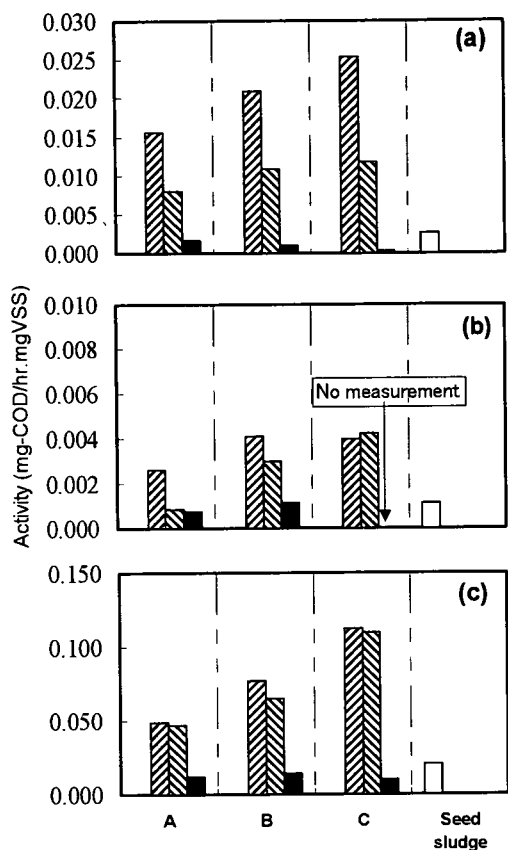 Activity (mg-COD/hr.mgVSS)
(a)
0.030
0.025
0.020
0.015
0.010
0.005
0.000
(b)
0.010
0.008
0.006
0.004
0.002
0.000
No measurement
(c)
0.150
0.100
0.050
0.000
A
B
C
Seed
sludge